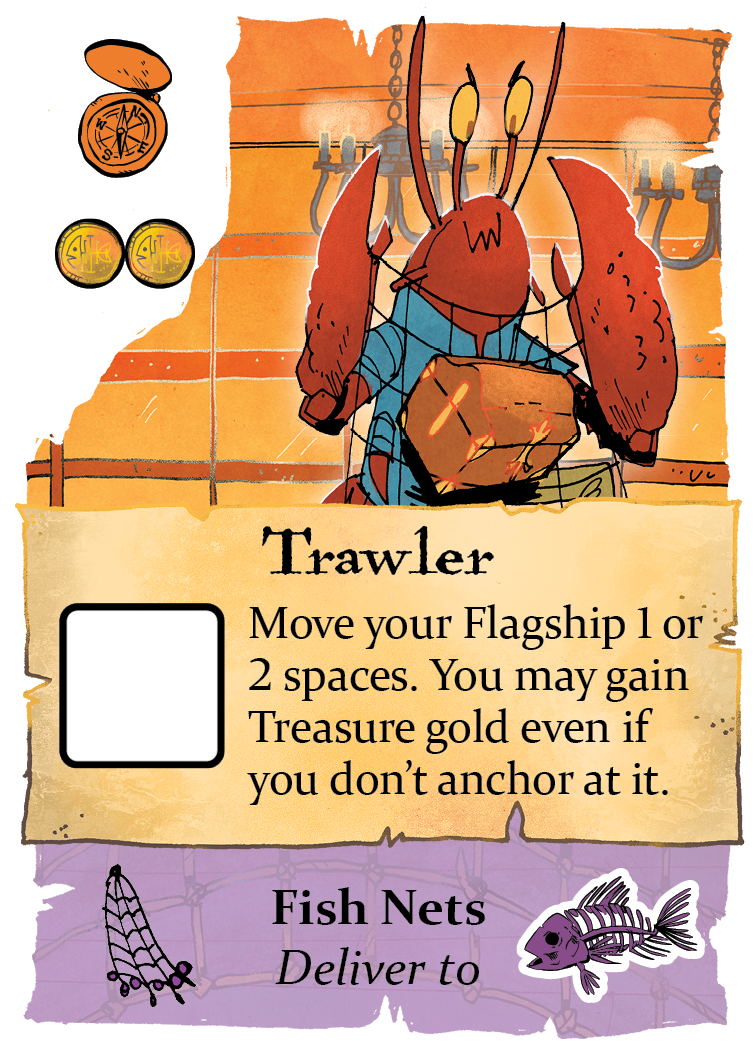 N
W E
S
Trawler
Move your Flagship 1 or
2 spaces. You may gain
Treasure gold even if
you don't anchor at it.
Fish Nets
Deliver to